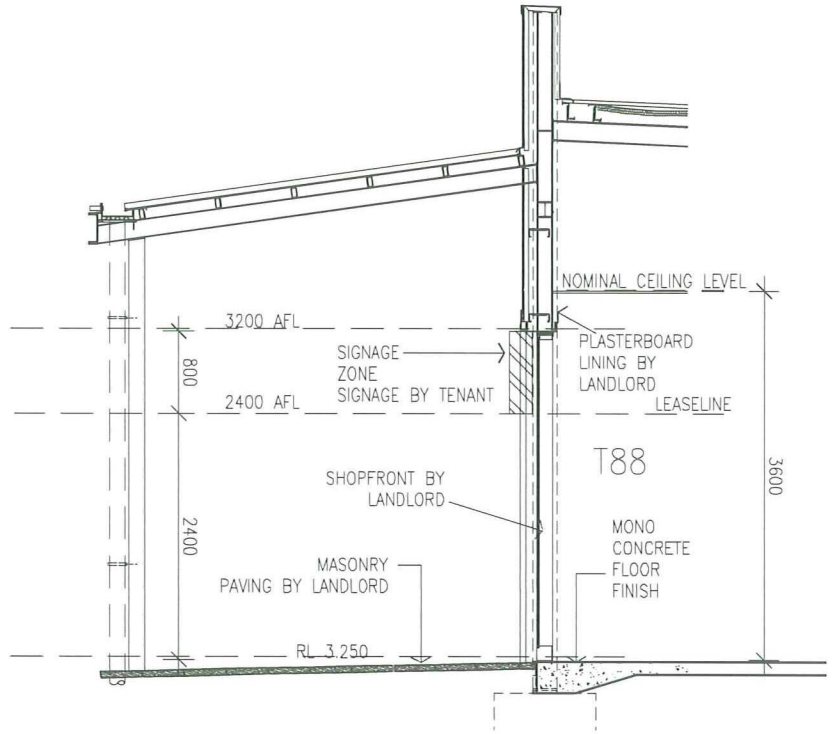 NOMINAL CEILING LEVEL
3200 AFL
800
SIGNAGE
ZONE
SIGNAGE BY TENANT
PLASTERBOARD
LINING BY
LANDLORD
2400 AFL
LEASELINE
T88
3600
SHOPFRONT BY
LANDLORD
2400
MONO
CONCRETE
FLOOR
FINISH
MASONRY
PAVING BY LANDLORD
RL 3.250